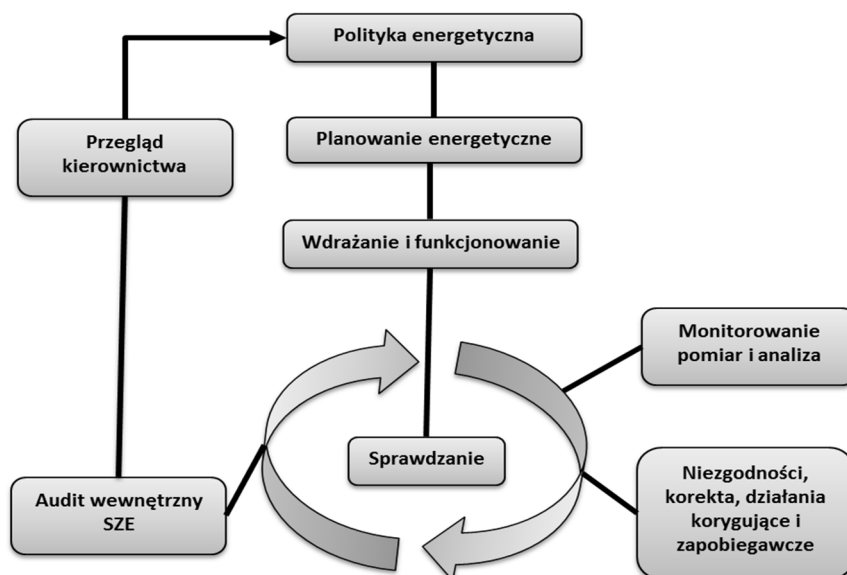 Polityka energetyczna
Przegląd
kierownictwa
Planowanie energetyczne
Wdrażanie i funkcjonowanie
Monitorowanie
pomiar i analiza
Sprawdzanie
Audit wewnętrzny
SZE
Niezgodności,
korekta, działania
korygujące i
zapobiegawcze